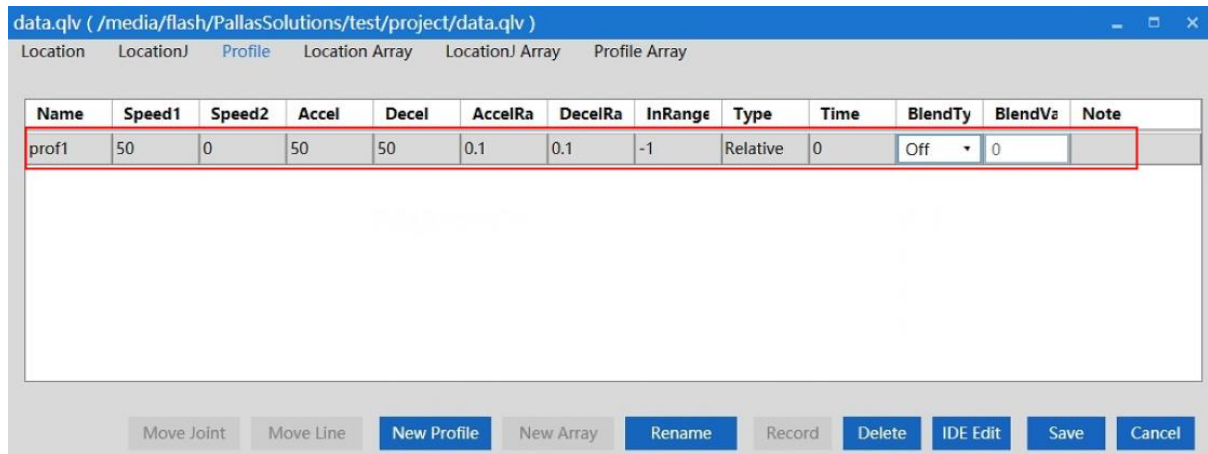 data.qlv ( /media/flash/PallasSolutions/test/project/data.qlv )
Location LocationJ Profile Location Array LocationJ Array Profile Array
Name Speed1 Speed2 Accel Decel AccelRa DecelRa InRange Type Time BlendTy BlendVa Note
prof1 50 0 50 50 0.1 0.1 -1 Relative 0 Off 0
Move Joint Move Line New Profile New Array Rename Record Delete IDE Edit Save Cancel